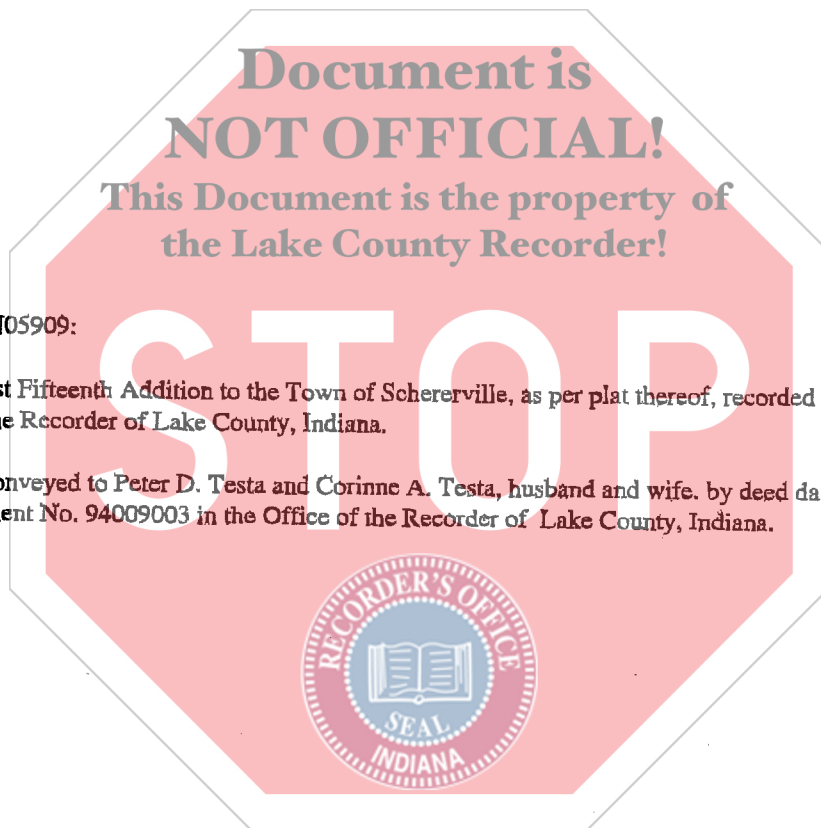 Document is
NOT OFFICIAL!
This Document is the property of
the Lake County Recorder!
STOP
T05909:
st Fifteenth Addition to the Town of Schererville, as per plat thereof, recorded
e Recorder of Lake County, Indiana.
onveyed to Peter D. Testa and Corinne A. Testa, husband and wife. by deed da
ent No. 94009003 in the Office of the Recorder of Lake County, Indiana.
RECORDER'S OFFICE
SEAL
INDIANA